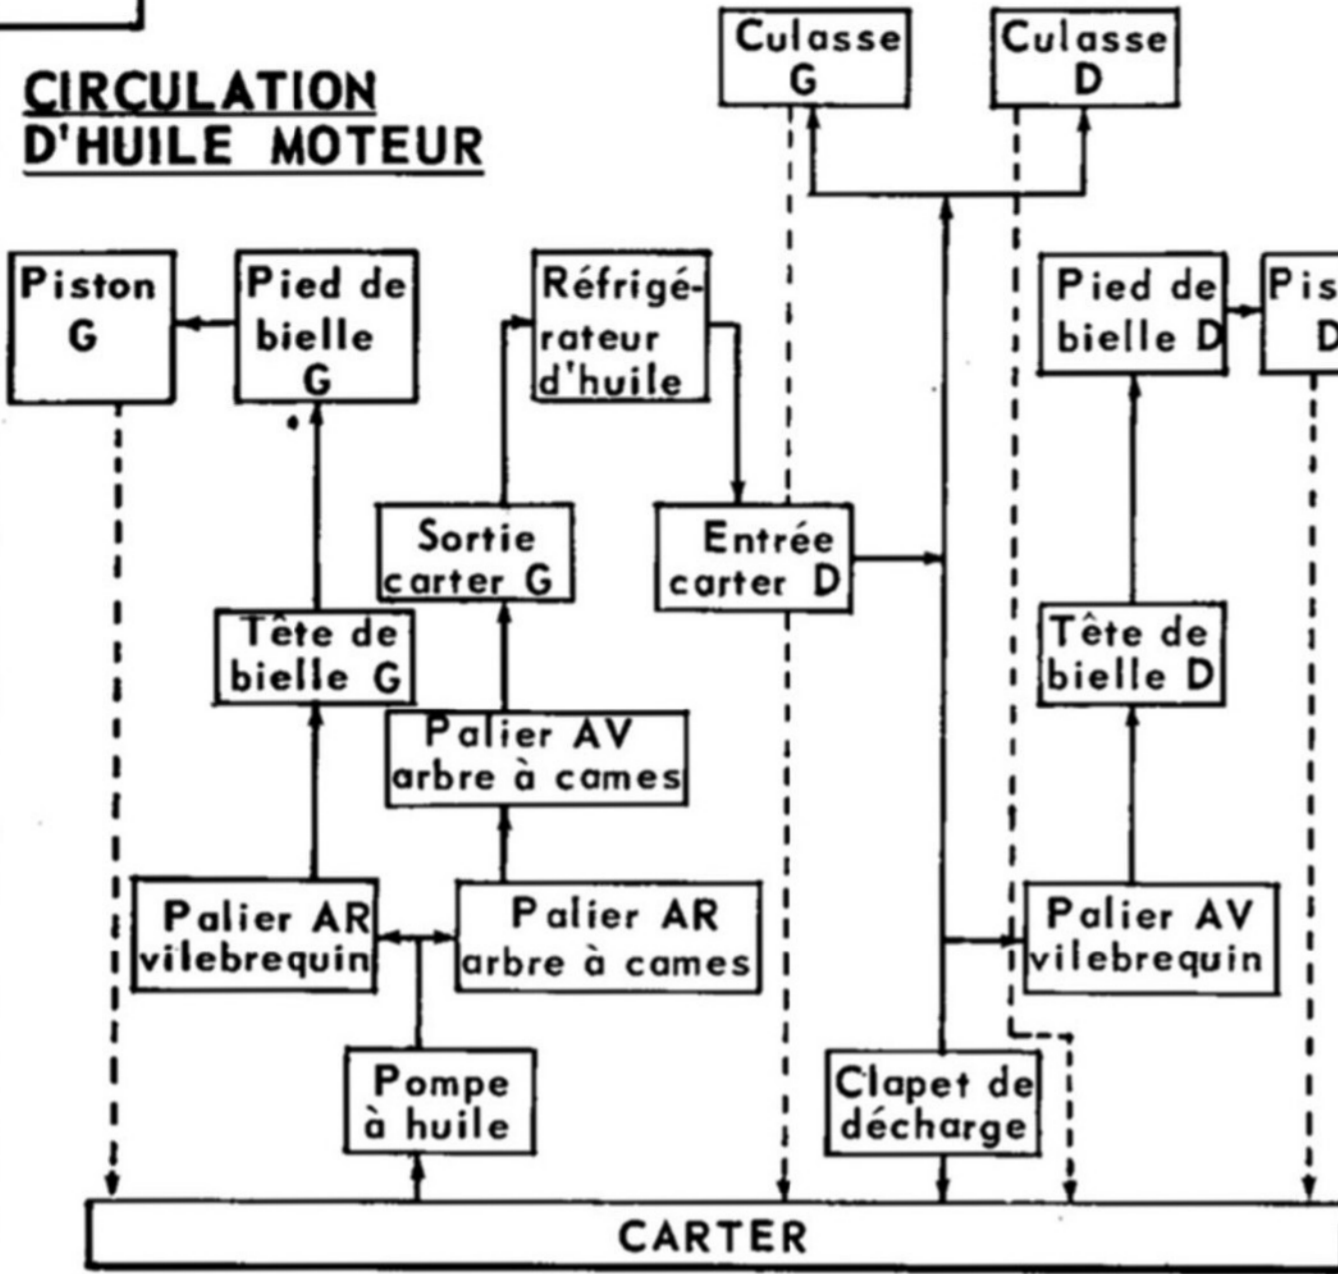 Culasse
G
Culasse
D
CIRCULATION
D'HUILE MOTEUR
Piston
G
Pied de
bielle
G
Réfrigé-
rateur
d'huile
Pied de
bielle D
Pis
D
Sortie
carter G
Entrée
carter D
Tête de
bielle G
Tête de
bielle D
Palier AV
arbre à cames
Palier AR
vilebrequin
Palier AR
arbre à cames
Palier AV
vilebrequin
Pompe
à huile
Clapet de
décharge
CARTER